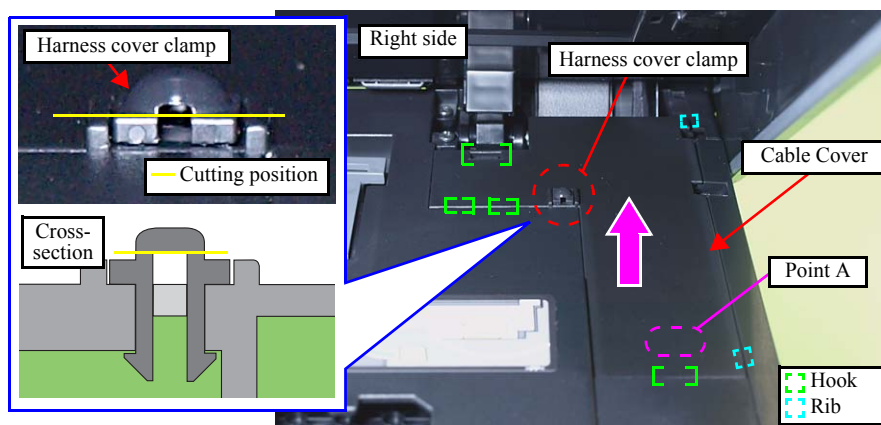 Harness cover clamp
Cutting position
Cross-
section
Right side
Harness cover clamp
Cable Cover
Point A
Hook
Rib